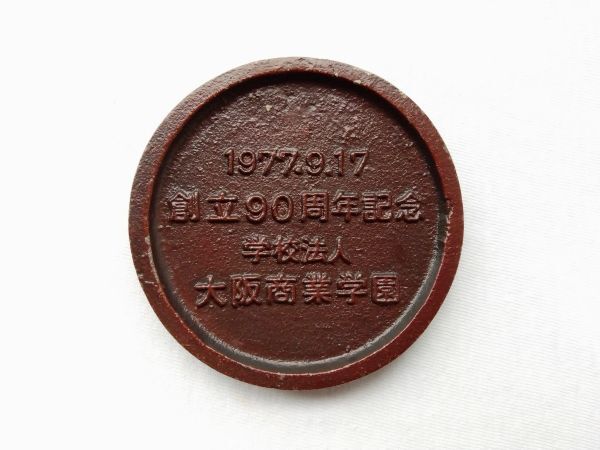 1977.9.17
創立90周年記念
学校法人
大阪商業学園